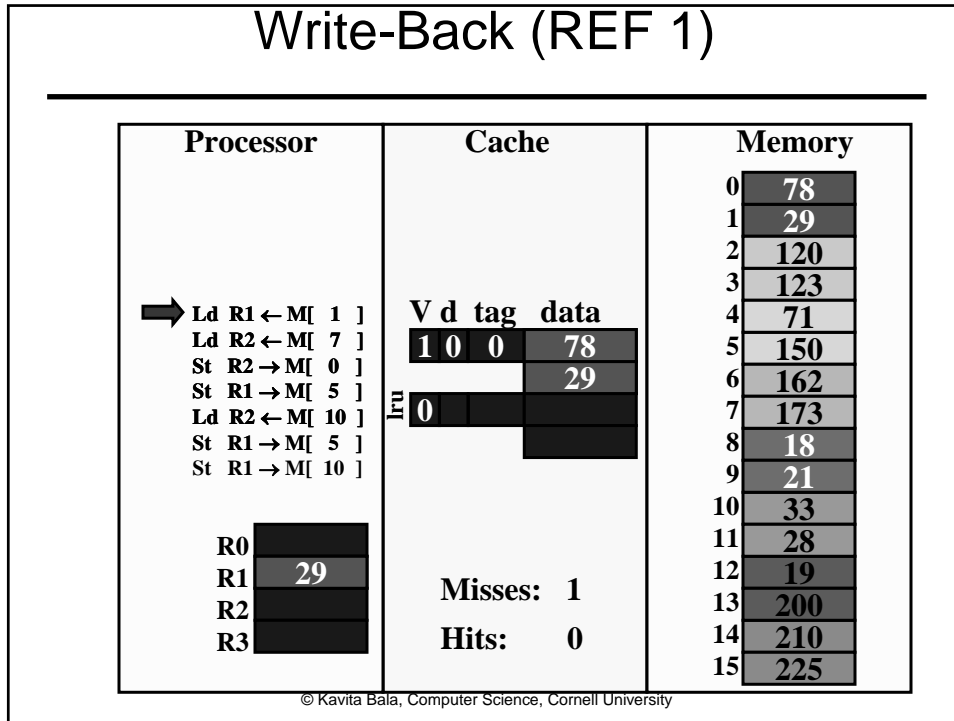 Write-Back (REF 1)
Processor
Ld R1 ← M[ 1 ]
Ld R2 ← M[ 7 ]
St R2 → M[ 0 ]
St R1 → M[ 5 ]
Ld R2 ← M[ 10 ]
St R1 → M[ 5 ]
St R1 → M[ 10 ]
R0
R1 29
R2
R3
Cache
V d tag data
1 0 0 78
29
lru
0
Misses: 1
Hits: 0
Memory
0 78
1 29
2 120
3 123
4 71
5 150
6 162
7 173
8 18
9 21
10 33
11 28
12 19
13 200
14 210
15 225
© Kavita Bala, Computer Science, Cornell University